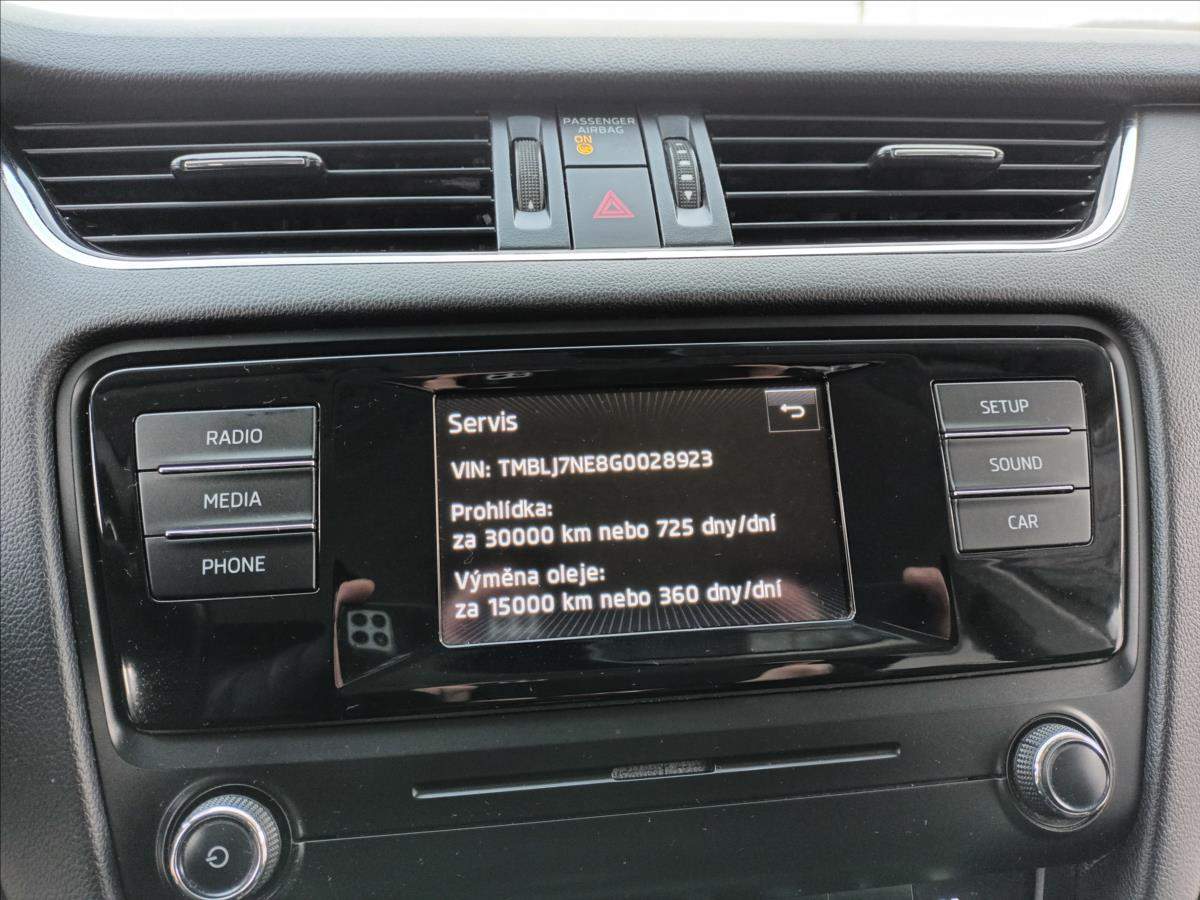 PASSENGER
AIRBAG
ON
RADIO
MEDIA
PHONE
Servis
VIN: TMBLJ7NE8G0028923
Prohlídka:
za 30000 km nebo 725 dny/dní
Výměna oleje:
za 15000 km nebo 360 dny/dní
SETUP
SOUND
CAR